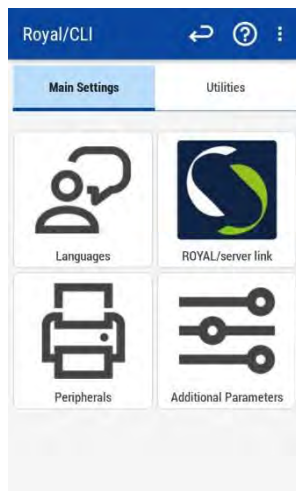 Royal/CLI
Main Settings
Utilities
Languages
ROYAL/server link
Peripherals
Additional Parameters